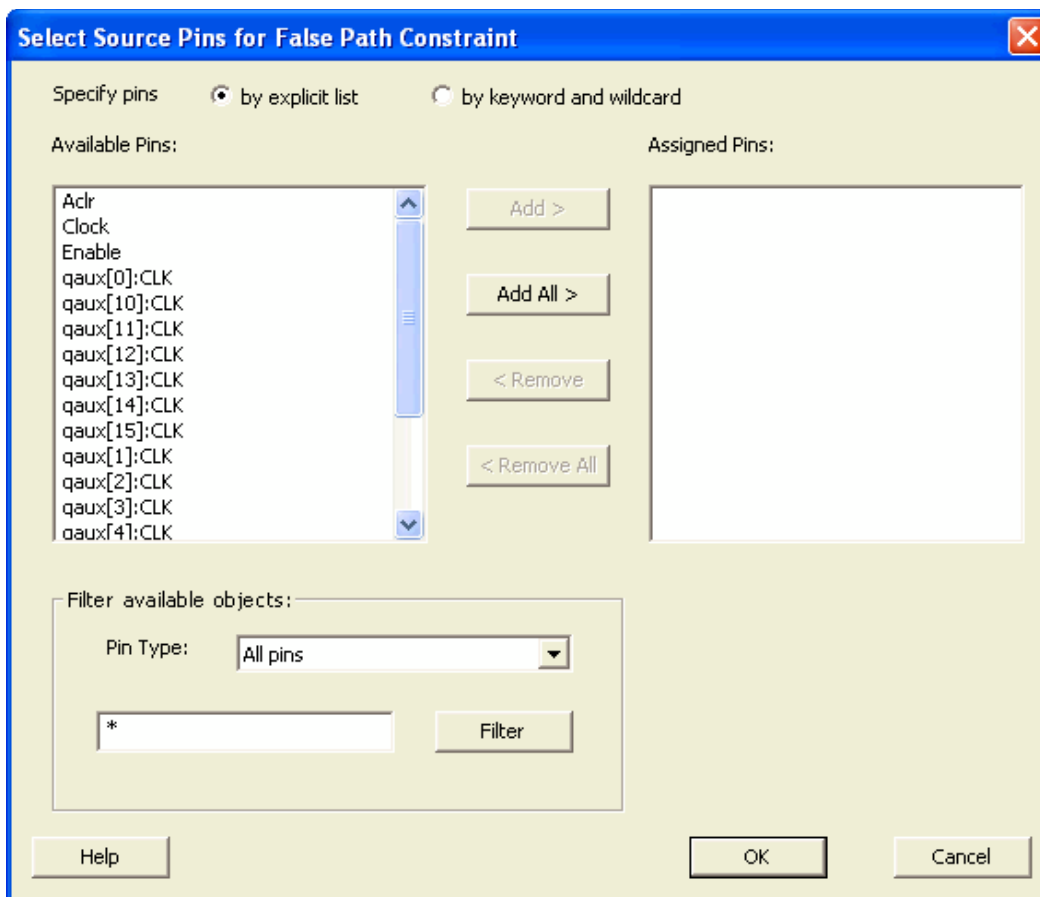 Select Source Pins for False Path Constraint
Specify pins by explicit list by keyword and wildcard
Available Pins: Assigned Pins:
Aclr
Clock
Enable
qaux[0]:CLK
qaux[10]:CLK
qaux[11]:CLK
qaux[12]:CLK
qaux[13]:CLK
qaux[14]:CLK
qaux[15]:CLK
qaux[1]:CLK
qaux[2]:CLK
qaux[3]:CLK
qaux[4]:CLK
Add >
Add All >
< Remove
< Remove All
Filter available objects:
Pin Type: All pins
* Filter
Help OK Cancel